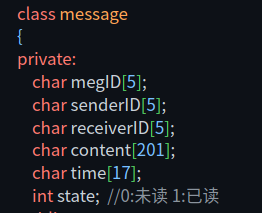 class message
{
private:
char megID[5];
char senderID[5];
char receiverID[5];
char content[201];
char time[17];
int state; //0:未读 1:已读